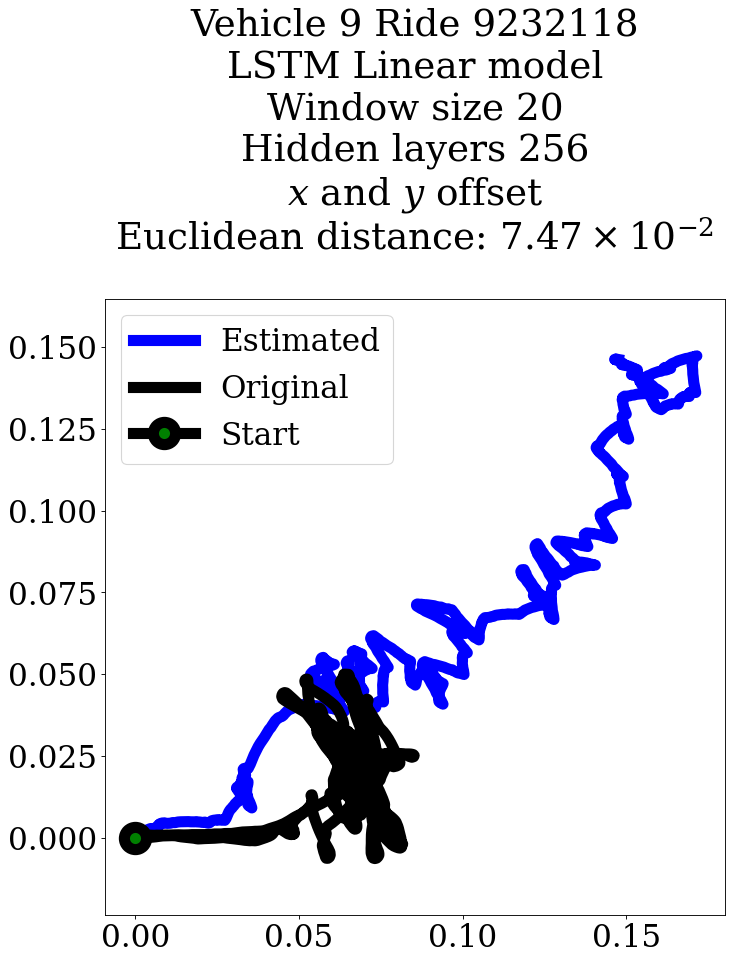 Vehicle 9 Ride 9232118
LSTM Linear model
Window size 20
Hidden layers 256
x and y offset
Euclidean distance: 7.47 × 10⁻²
Estimated
Original
Start
0.150
0.125
0.100
0.075
0.050
0.025
0.000
0.00 0.05 0.10 0.15